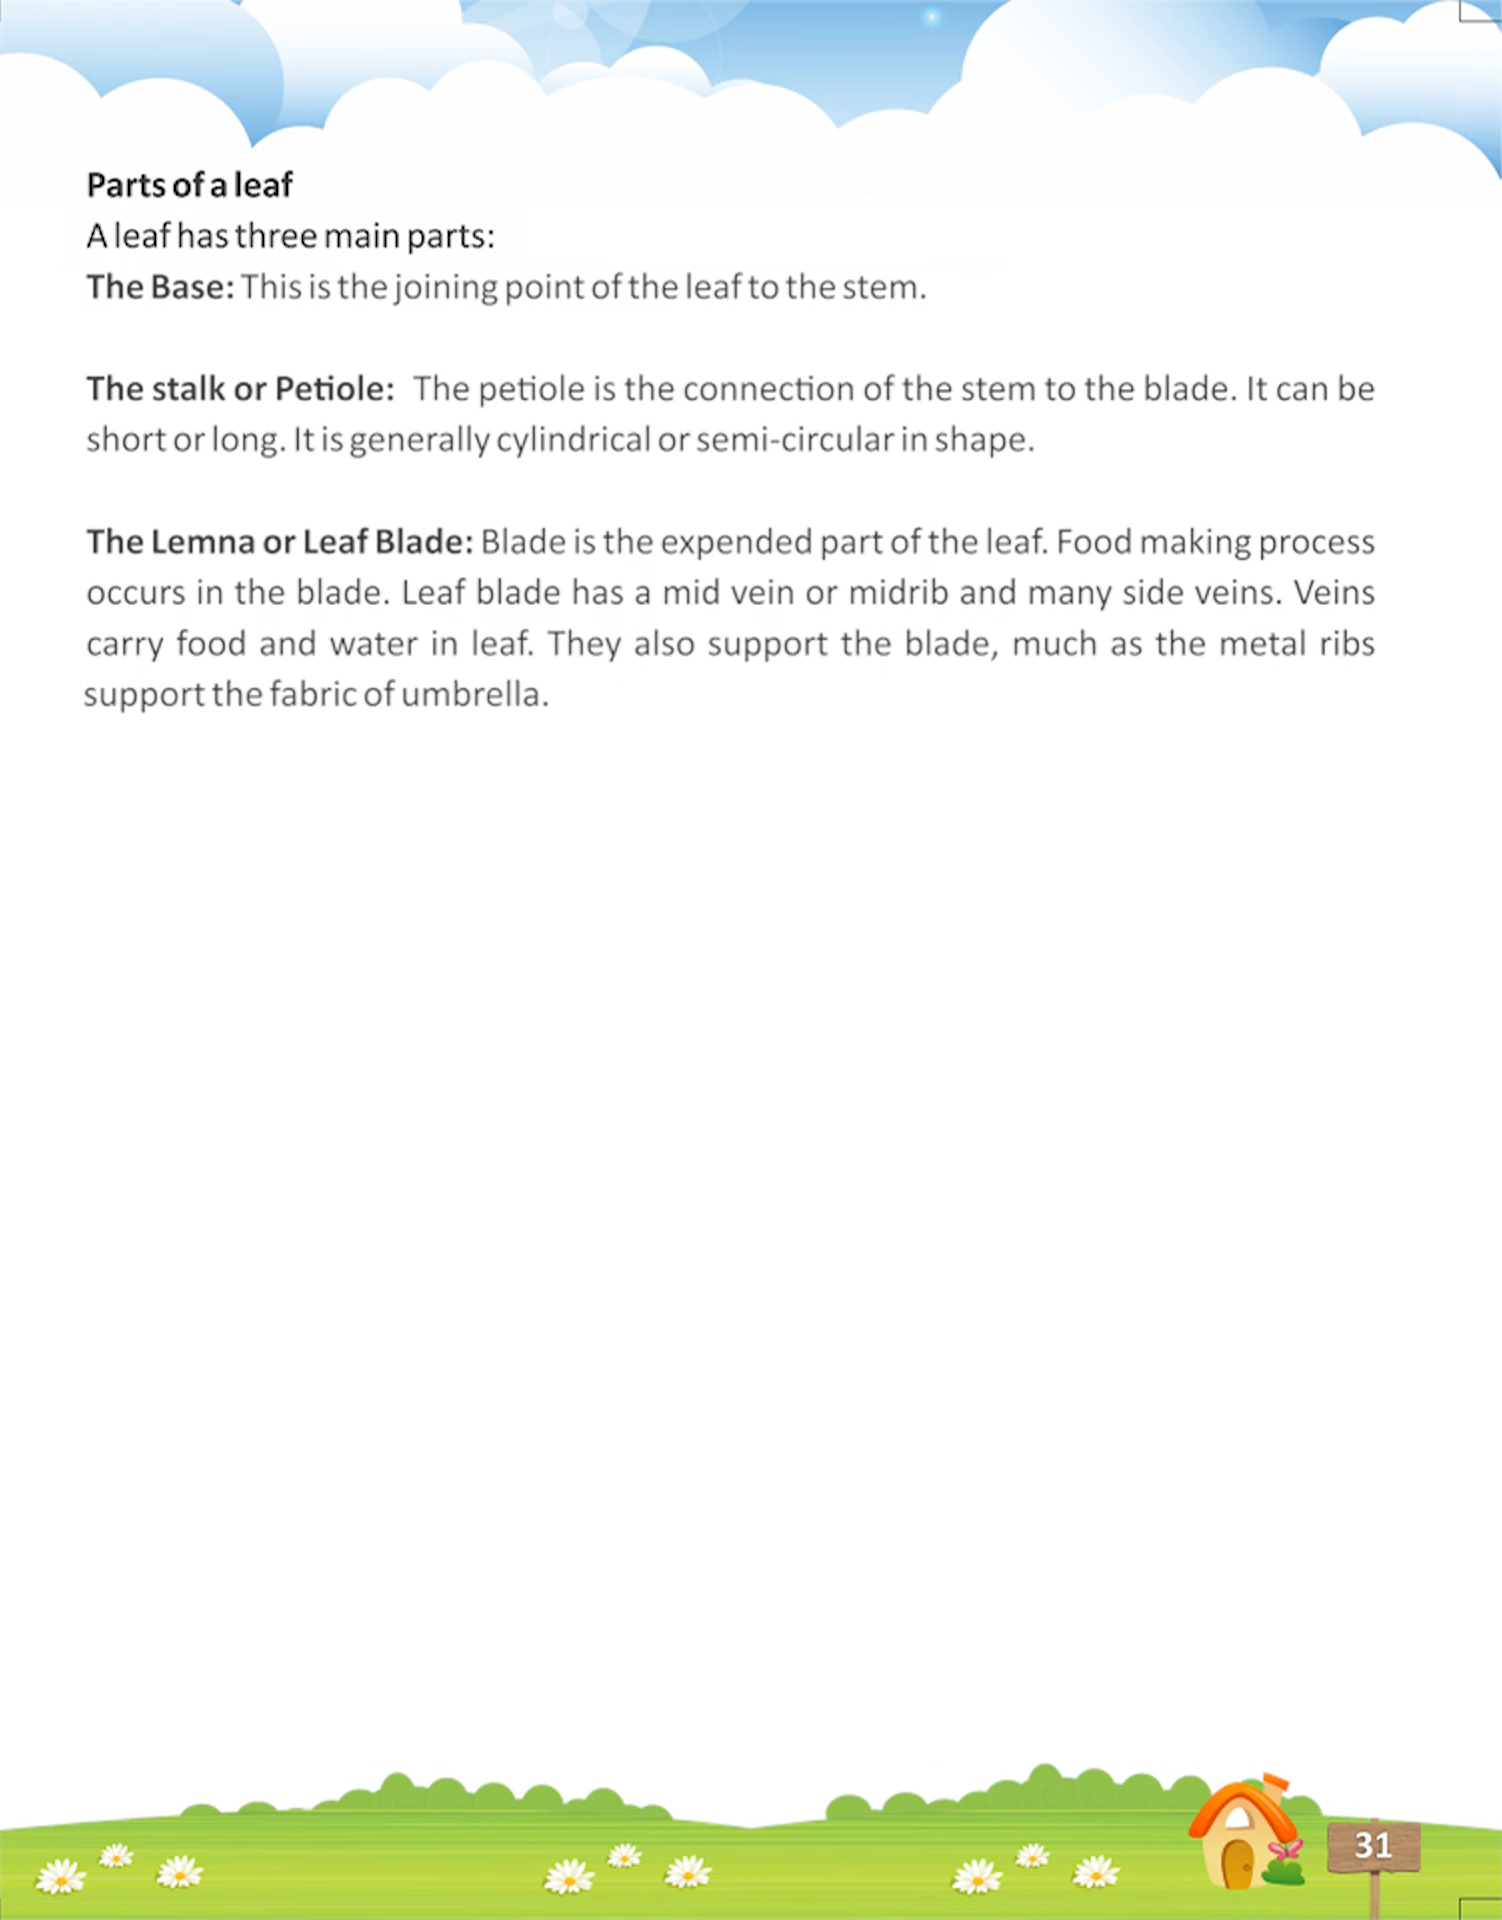 Parts of a leaf
A leaf has three main parts:
The Base: This is the joining point of the leaf to the stem.
The stalk or Petiole: The petiole is the connection of the stem to the blade. It can be
short or long. It is generally cylindrical or semi-circular in shape.
The Lemna or Leaf Blade: Blade is the expended part of the leaf. Food making process
occurs in the blade. Leaf blade has a mid vein or midrib and many side veins. Veins
carry food and water in leaf. They also support the blade, much as the metal ribs
support the fabric of umbrella.
31